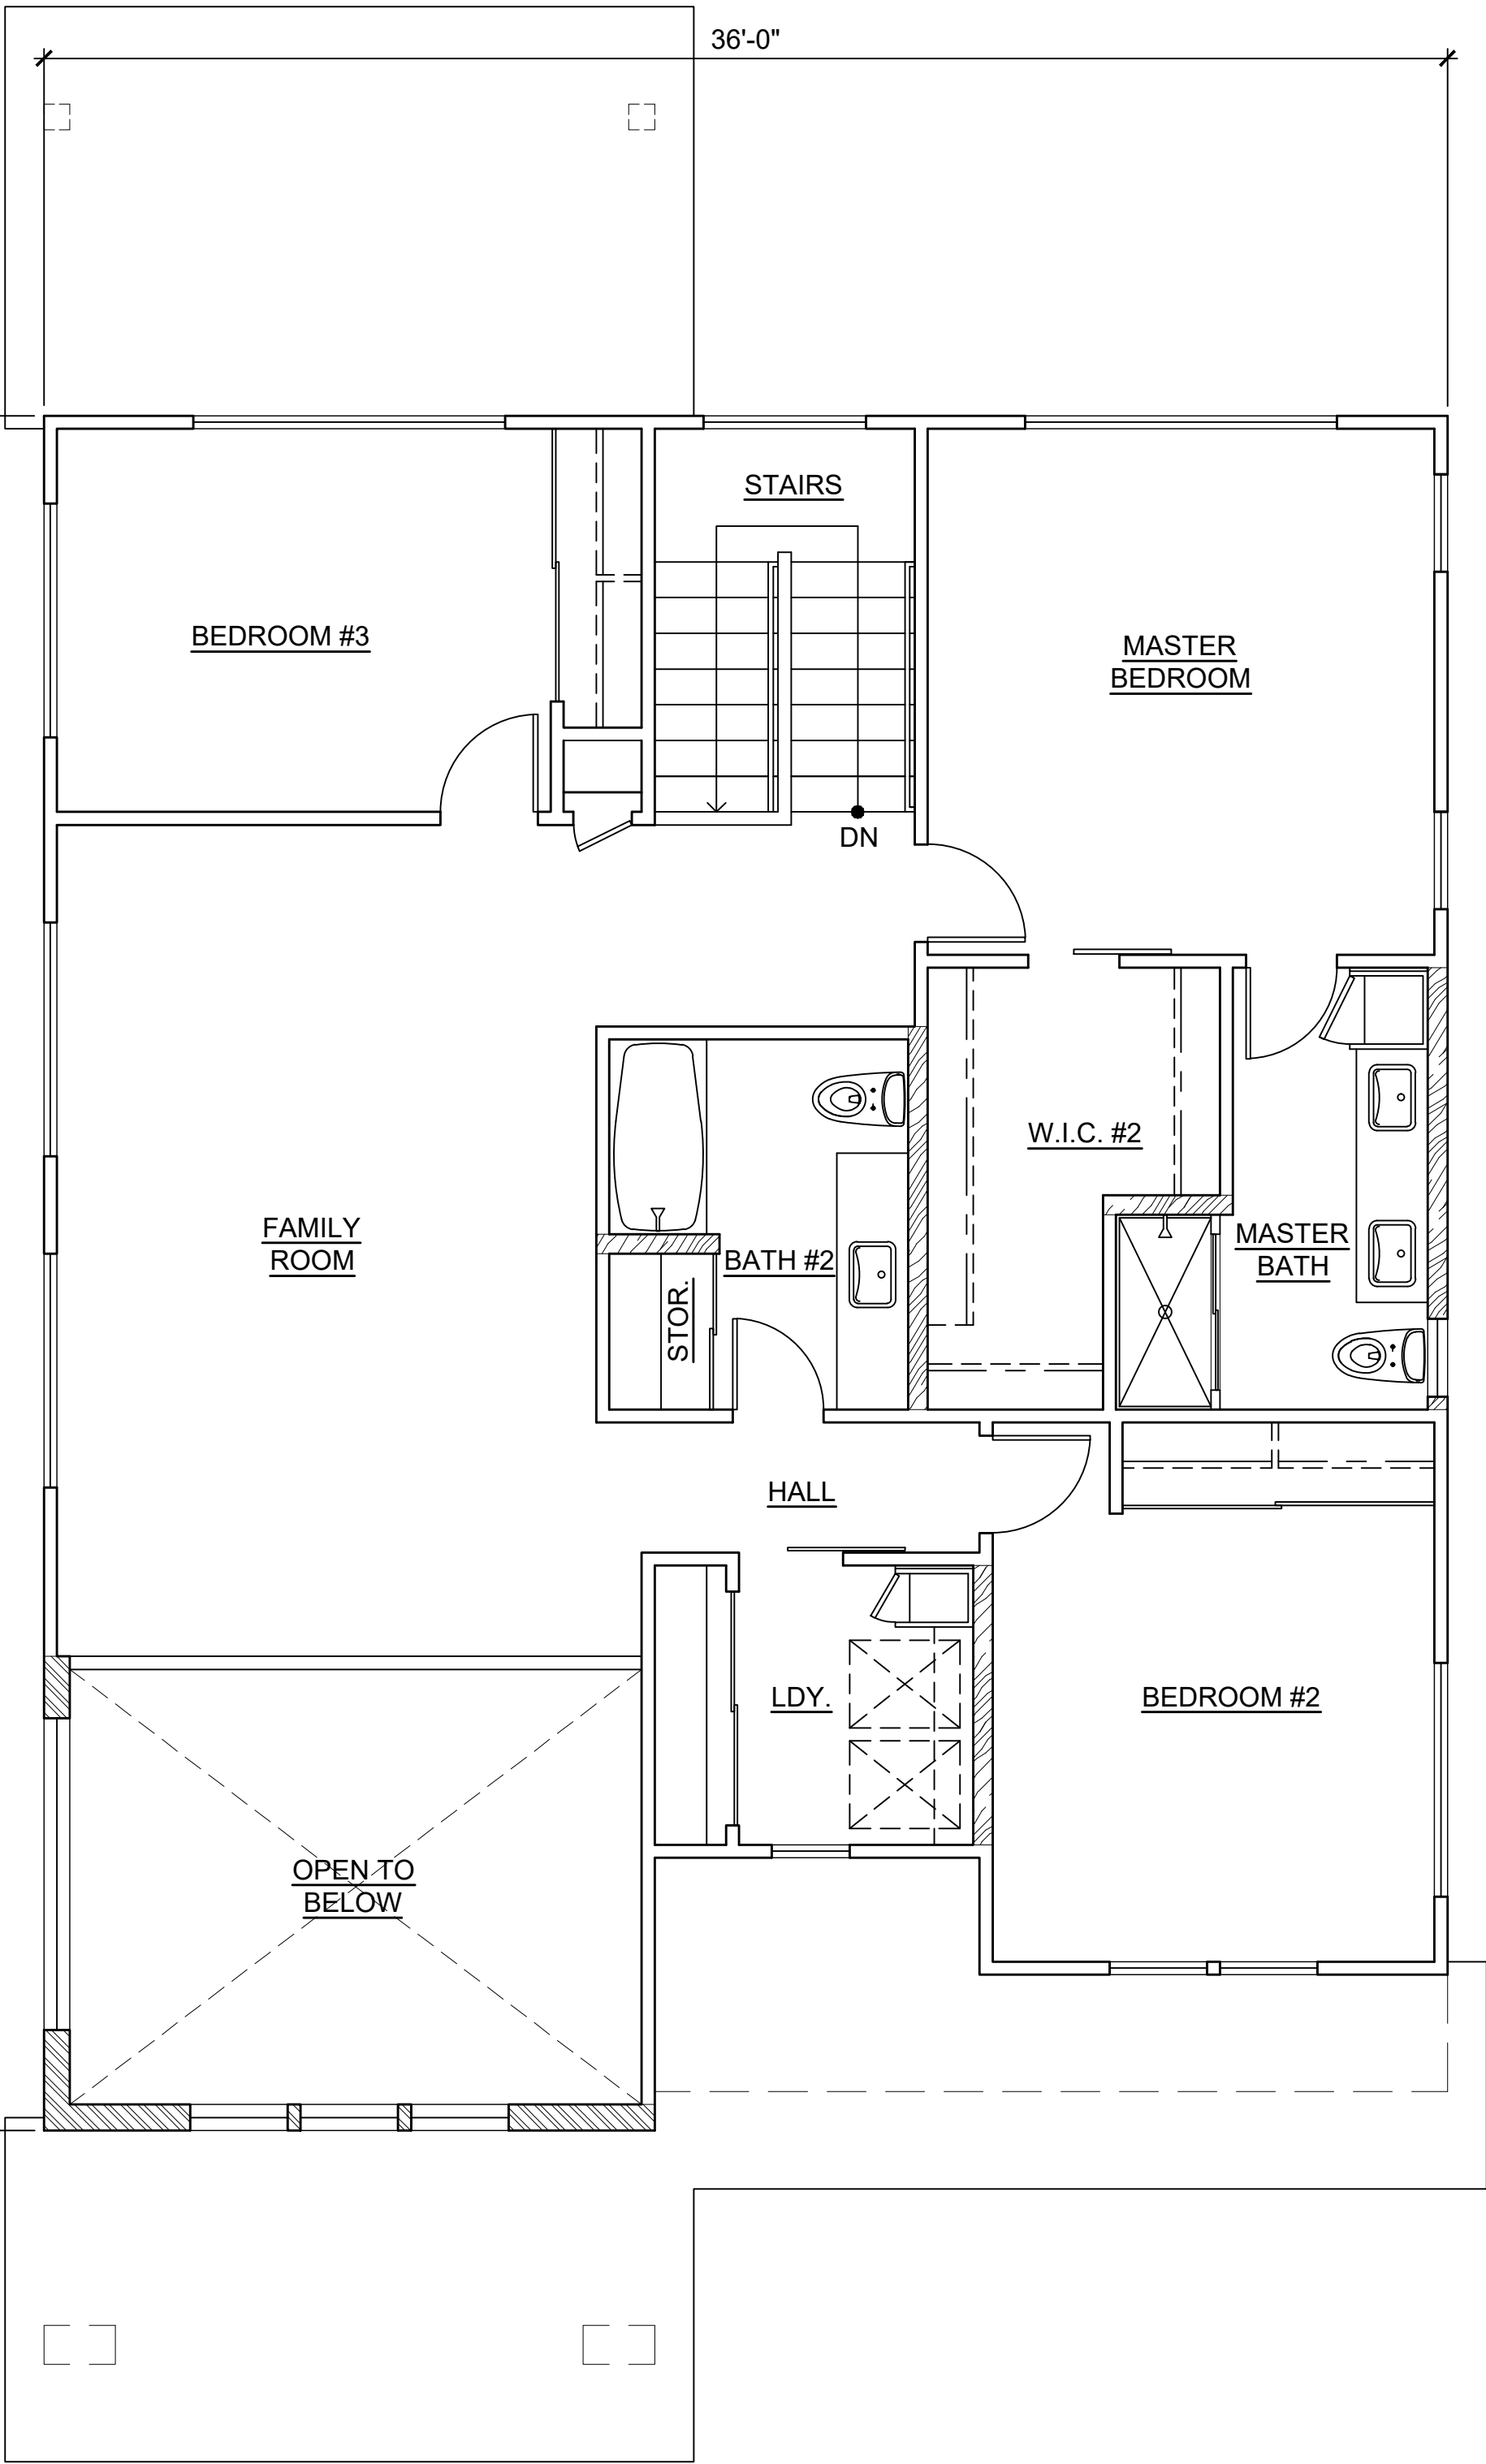 36'-0"
STAIRS
BEDROOM #3
MASTER
BEDROOM
DN
W.I.C. #2
FAMILY
ROOM
BATH #2
MASTER
BATH
STOR.
HALL
LDY.
BEDROOM #2
OPEN TO
BELOW